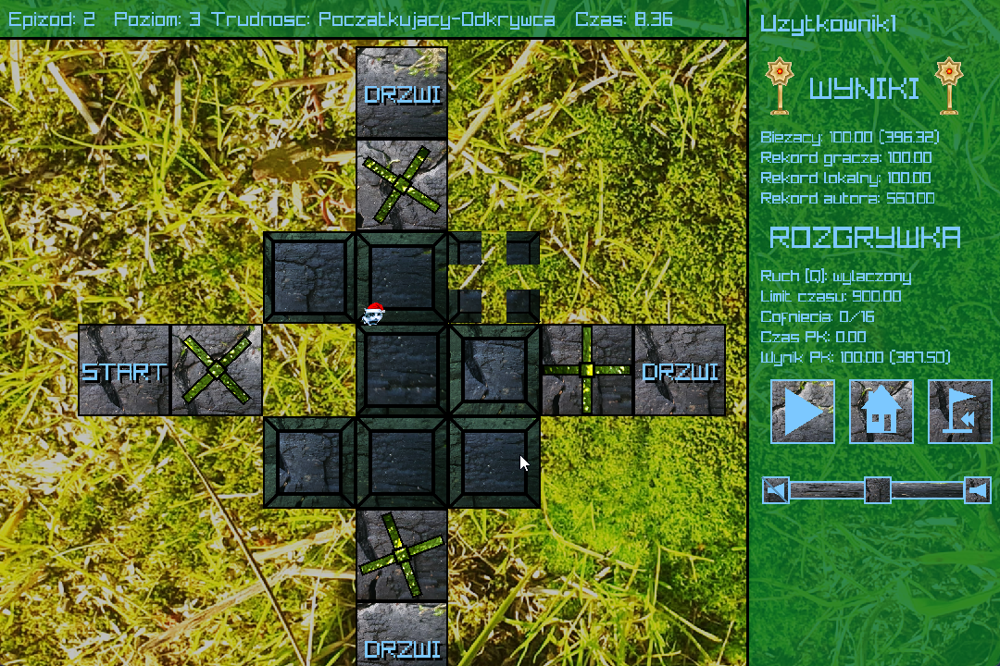 Epizod: 2 Poziom: 3 Trudnosc: Poczatkujacy-Odkrywca Czas: 8.36
Uzytkownik1
WYNIKI
Biezacy: 100.00 (396.32)
Rekord gracza: 100.00
Rekord lokalny: 100.00
Rekord autora: 560.00
ROZGRYWKA
Ruch [Q]: wylaczony
Limit czasu: 900.00
Cofniecia: 0/16
Czas PK: 0.00
Wynik PK: 100.00 (387.50)
DRZWI
START
DRZWI
DRZWI